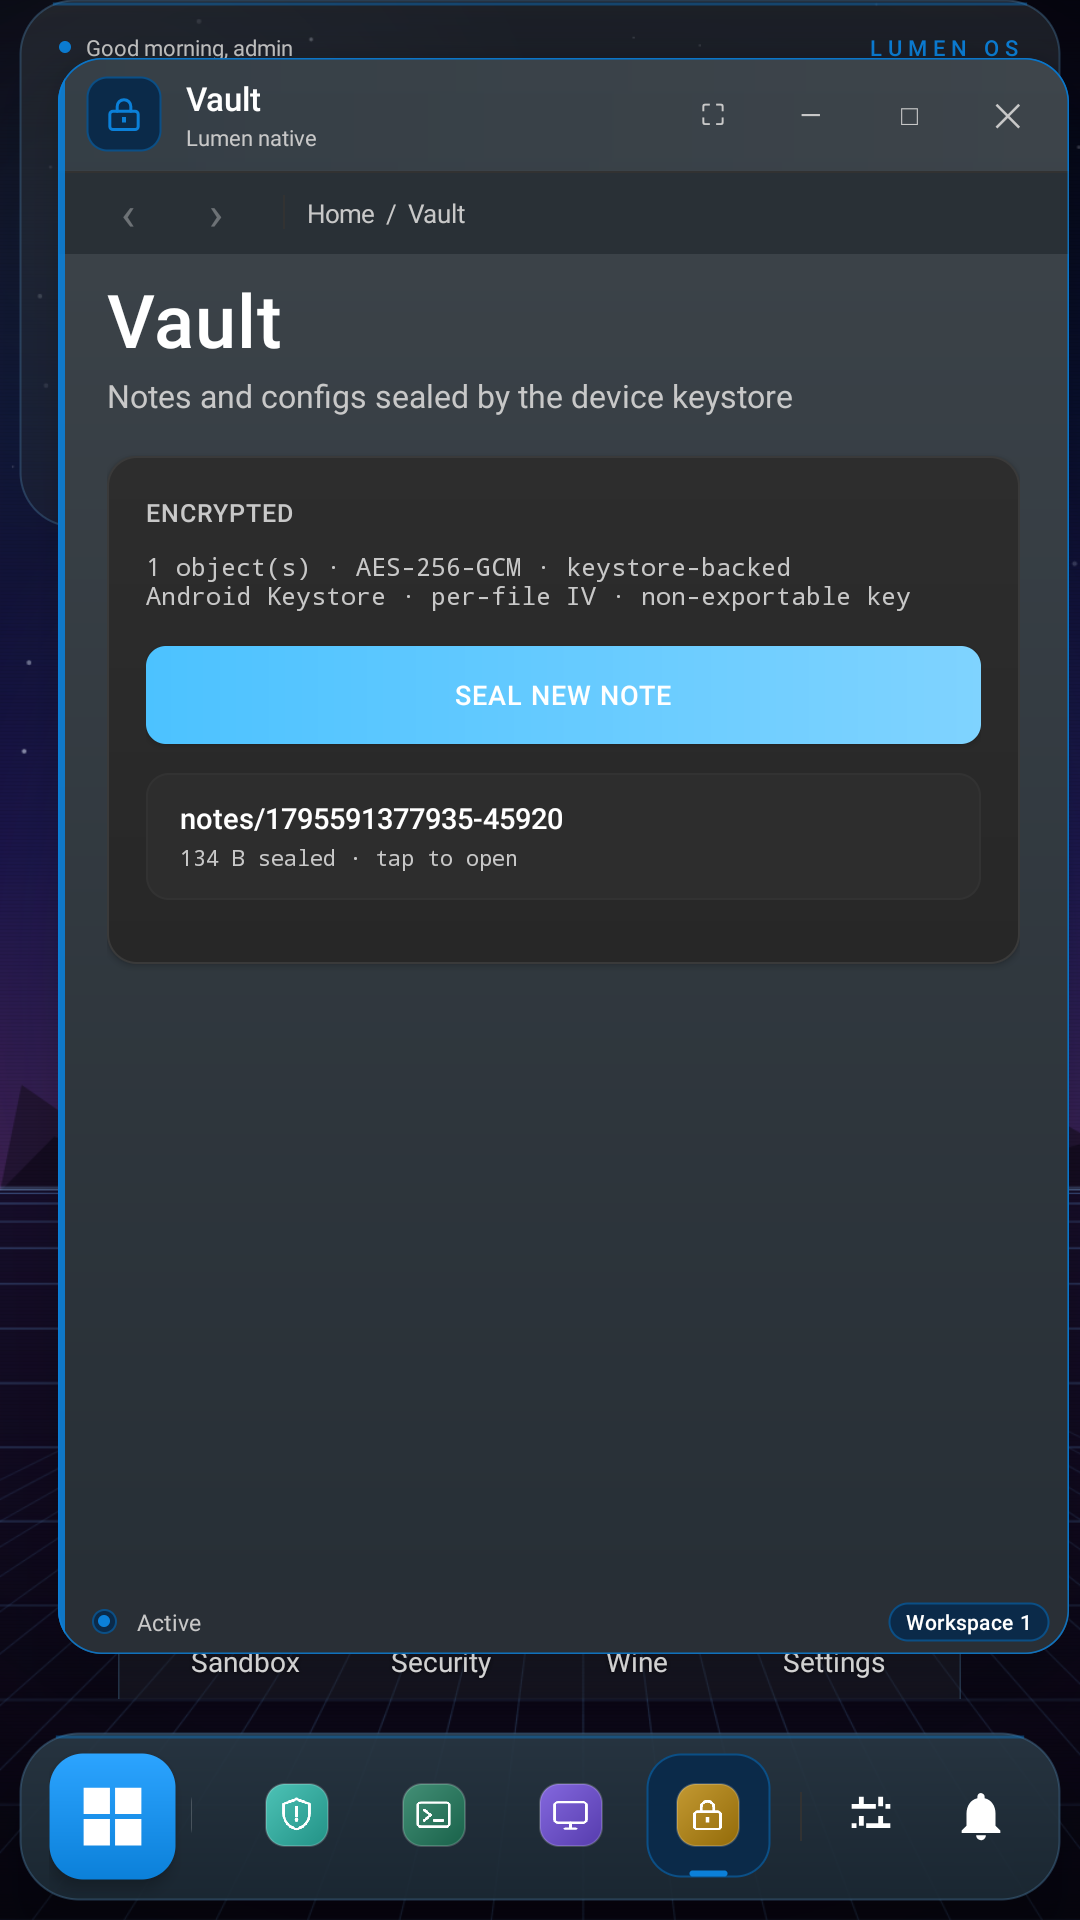 Good morning, admin
LUMEN OS
Vault
Lumen native
Home / Vault
Vault
Notes and configs sealed by the device keystore
ENCRYPTED
1 object(s) · AES-256-GCM · keystore-backed
Android Keystore · per-file IV · non-exportable key
SEAL NEW NOTE
notes/1795591377935-45920
134 B sealed · tap to open
Active
Workspace 1
Sandbox
Security
Wine
Settings